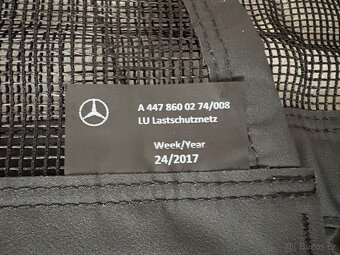 A 447 860 02 74/008
LU Lastschutznetz
Week/Year
24/2017